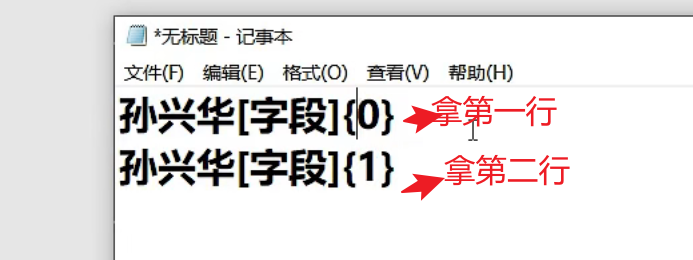 *无标题 - 记事本
文件(F) 编辑(E) 格式(O) 查看(V) 帮助(H)
孙兴华[字段]{0} 拿第一行
孙兴华[字段]{1} 拿第二行